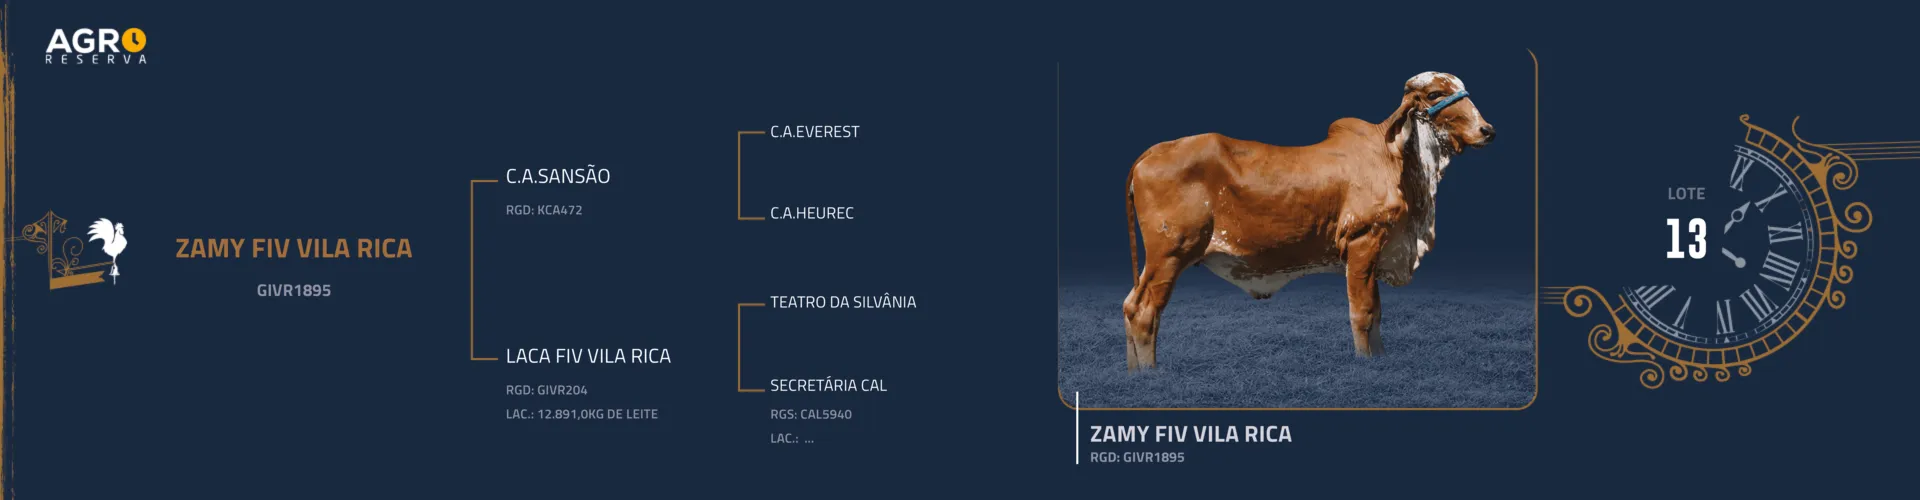 AGRO
RESERVA
ZAMY FIV VILA RICA
GIVR1895
C.A.SANSÃO
RGD: KCA472
LACA FIV VILA RICA
RGD: GIVR204
LAC.: 12.891,0KG DE LEITE
C.A.EVEREST
C.A.HEUREC
TEATRO DA SILVÂNIA
SECRETÁRIA CAL
RGS: CAL5940
LAC.: ...
ZAMY FIV VILA RICA
RGD: GIVR1895
LOTE
13